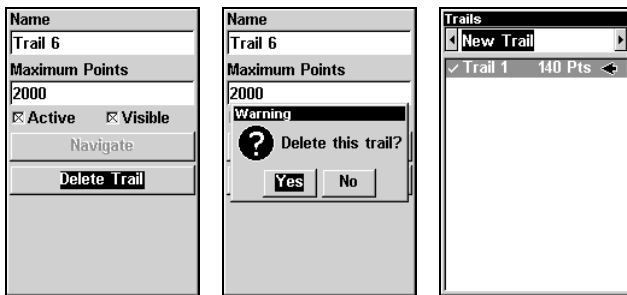 Name
Trail 6
Maximum Points
2000
Active Visible
Navigate
Delete Trail
Name
Trail 6
Maximum Points
2000
Warning
Delete this trail?
Yes No
Trails
New Trail
Trail 1 140 Pts